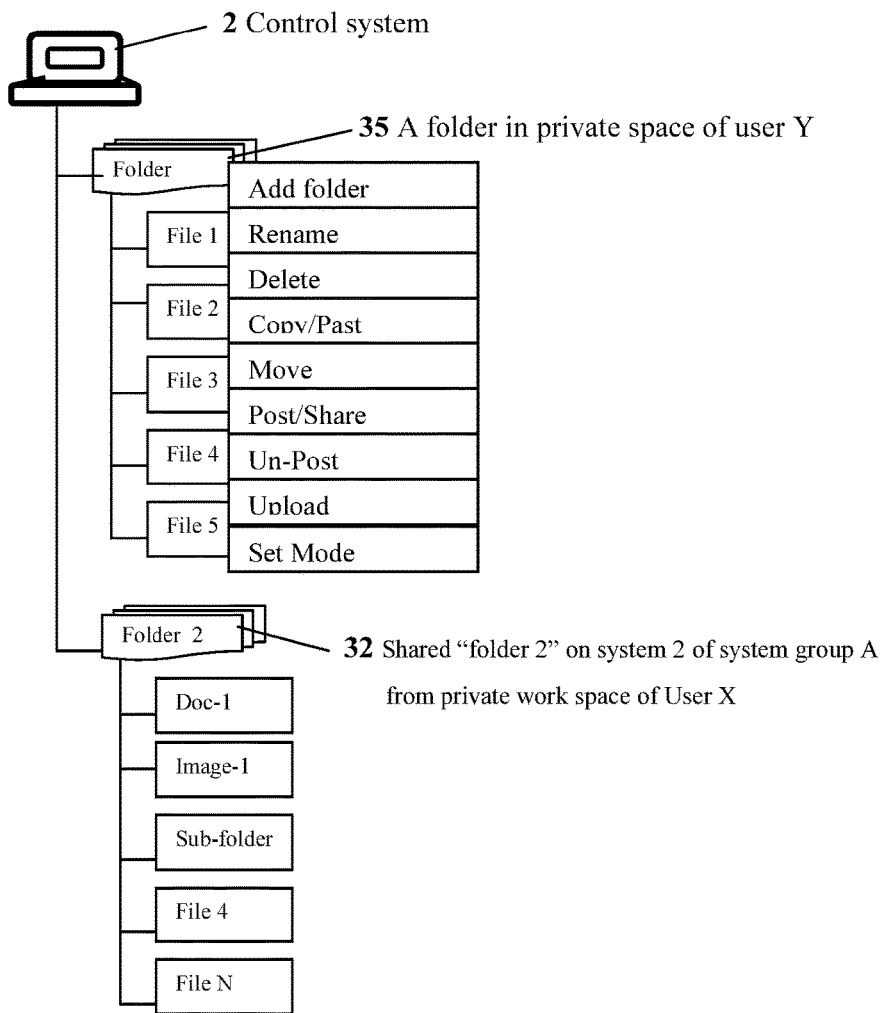 2 Control system
35 A folder in private space of user Y
Folder
Add folder
File 1
Rename
Delete
File 2
Copy/Past
File 3
Move
Post/Share
File 4
Un-Post
Upload
File 5
Set Mode
Folder 2
32 Shared “folder 2” on system 2 of system group A
from private work space of User X
Doc-1
Image-1
Sub-folder
File 4
File N